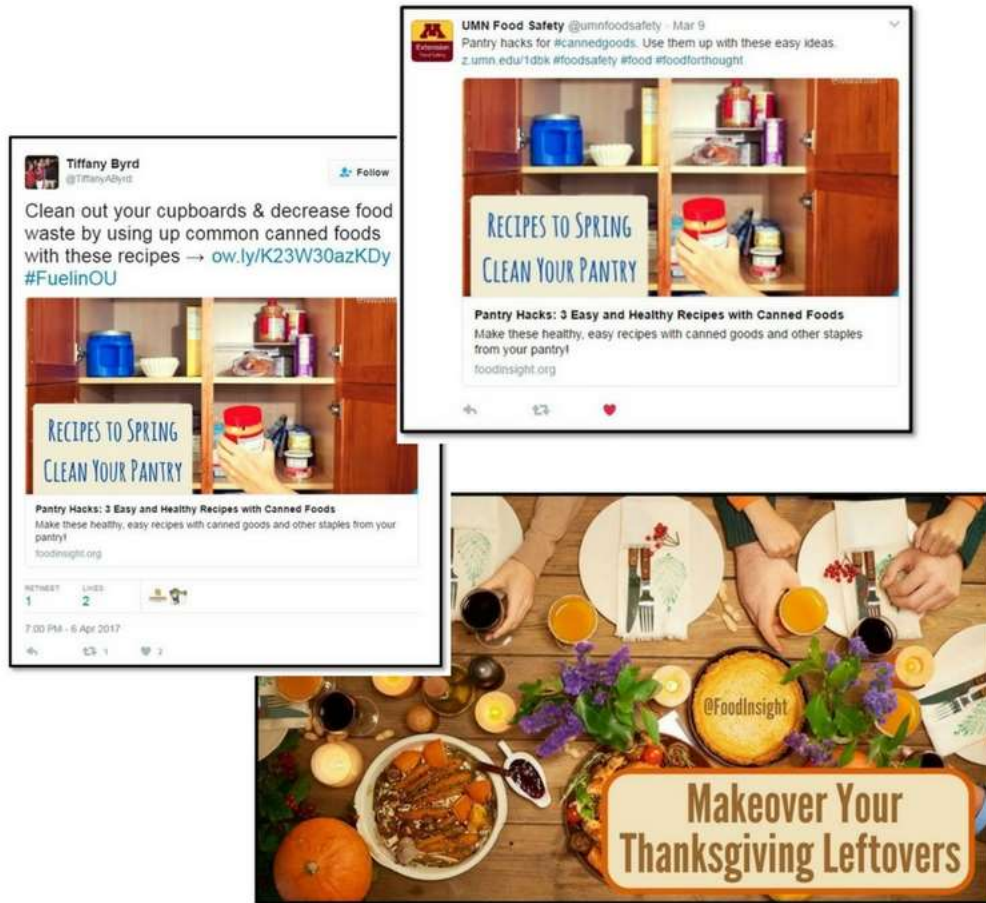 UMN Food Safety @umnfoodsafety · Mar 9
Pantry hacks for #cannedgoods. Use them up with these easy ideas.
z.umn.edu/1dbk #foodsafety #food #foodforthought
Extension
RECIPES TO SPRING
CLEAN YOUR PANTRY
Pantry Hacks: 3 Easy and Healthy Recipes with Canned Foods
Make these healthy, easy recipes with canned goods and other staples
from your pantry!
foodinsight.org
Tiffany Byrd
@TiffanyAByrd
Follow
Clean out your cupboards & decrease food
waste by using up common canned foods
with these recipes → ow.ly/K23W30azKDy
#FuelinOU
RECIPES TO SPRING
CLEAN YOUR PANTRY
Pantry Hacks: 3 Easy and Healthy Recipes with Canned Foods
Make these healthy, easy recipes with canned goods and other staples from your
pantry!
foodinsight.org
RETWEET LIKES
1 2
7:00 PM - 6 Apr 2017
1 2
@FoodInsight
Makeover Your
Thanksgiving Leftovers